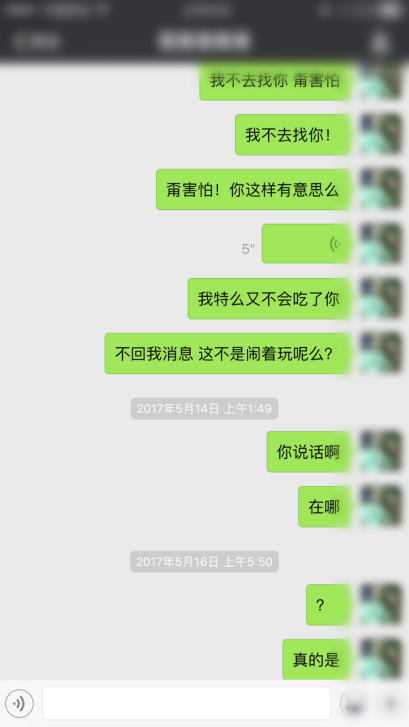 我不去找你 甭害怕
我不去找你!
甭害怕！你这样有意思么
5"
我特么又不会吃了你
不回我消息 这不是闹着玩呢么?
2017年5月14日 上午1:49
你说话啊
在哪
2017年5月16日 上午5:50
?
真的是